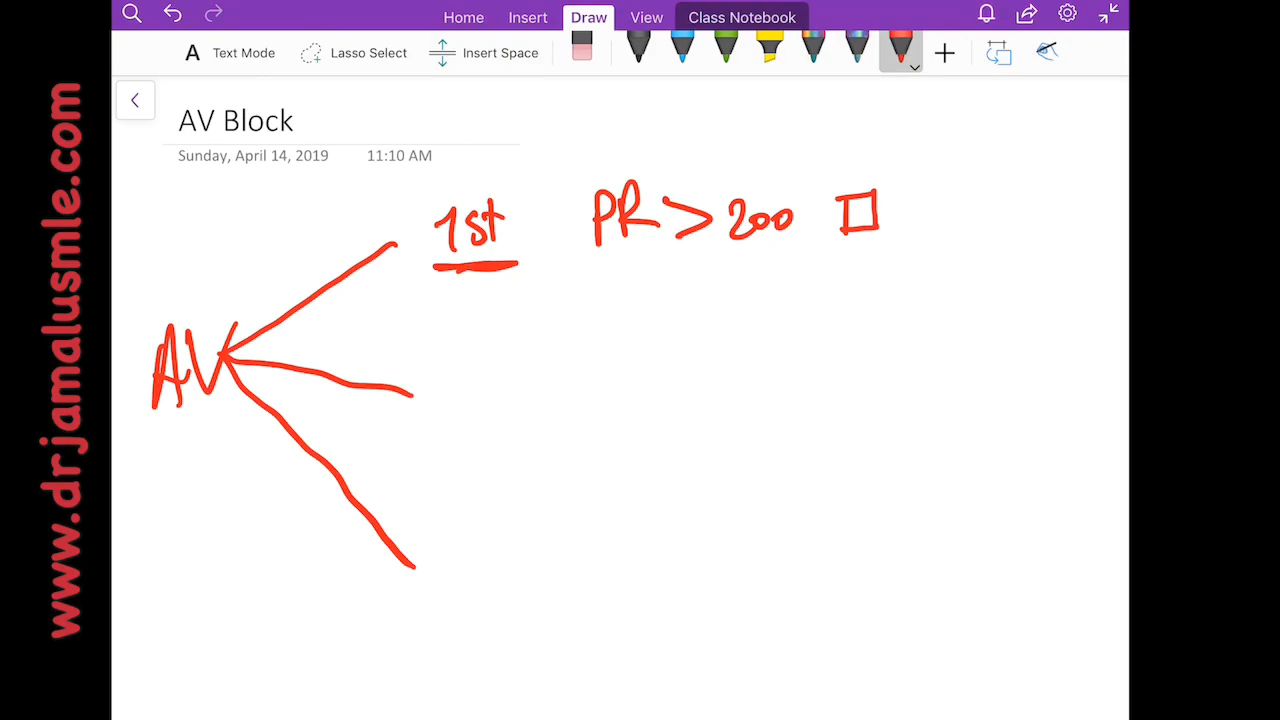 Home Insert Draw View Class Notebook
A Text Mode Lasso Select Insert Space
AV Block
Sunday, April 14, 2019 11:10 AM
1st PR > 200
AV
www.drjamalusmle.com